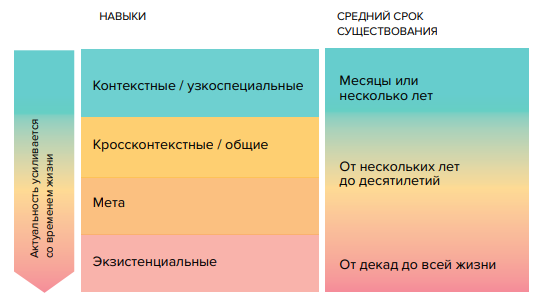 НАВЫКИ
СРЕДНИЙ СРОК
СУЩЕСТВОВАНИЯ
Контекстные / узкоспециальные
Месяцы или
несколько лет
Кроссконтекстные / общие
От нескольких лет
до десятилетий
Мета
Экзистенциальные
От декад до всей жизни
Актуальность усиливается
со временем жизни